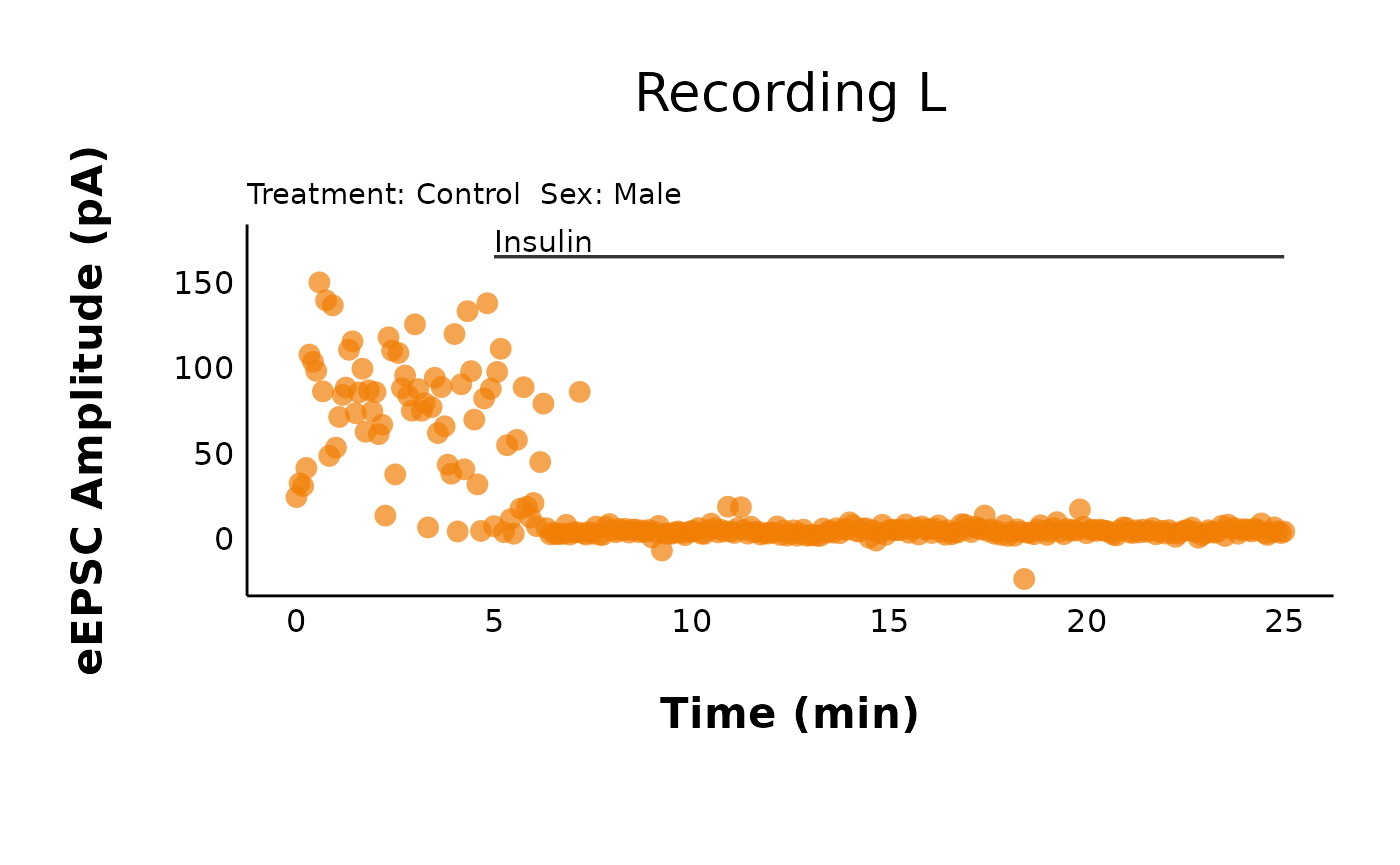 Recording L
Treatment: Control  Sex: Male
Insulin
eEPSC Amplitude (pA)
150
100
50
0
0 5 10 15 20 25
Time (min)